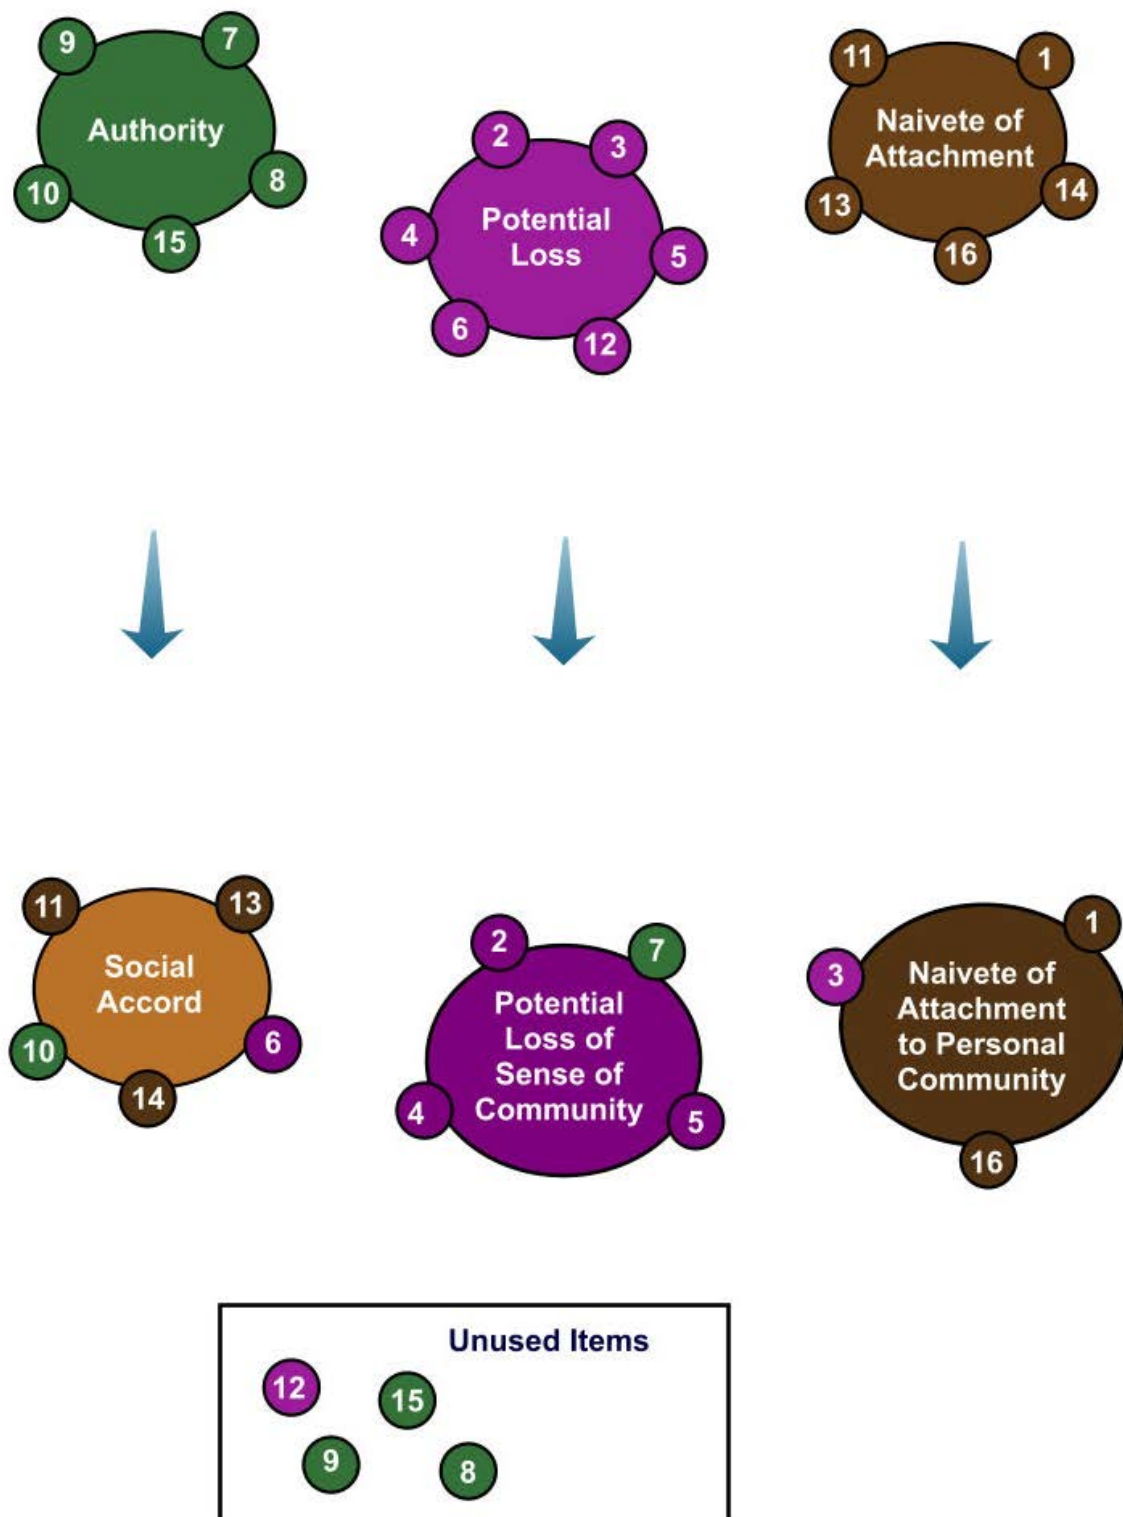 9
7
Authority
10
8
15
2
3
Potential
Loss
4
5
6
12
11
1
Naivete of
Attachment
13
14
16
11
13
Social
Accord
10
6
14
2
7
Potential
Loss of
Sense of
Community
4
5
1
3
Naivete of
Attachment
to Personal
Community
16
Unused Items
12
15
9
8